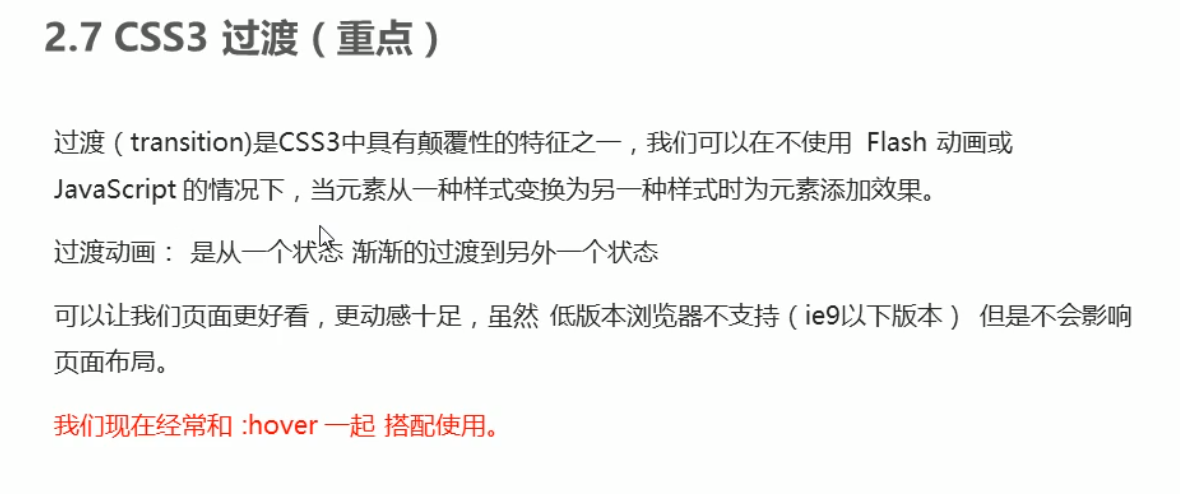 2.7 CSS3 过渡（重点）
过渡（transition)是CSS3中具有颠覆性的特征之一，我们可以在不使用 Flash 动画或
JavaScript 的情况下，当元素从一种样式变换为另一种样式时为元素添加效果。
过渡动画： 是从一个状态 渐渐的过渡到另外一个状态
可以让我们页面更好看，更动感十足，虽然 低版本浏览器不支持（ie9以下版本） 但是不会影响
页面布局。
我们现在经常和 :hover 一起 搭配使用。